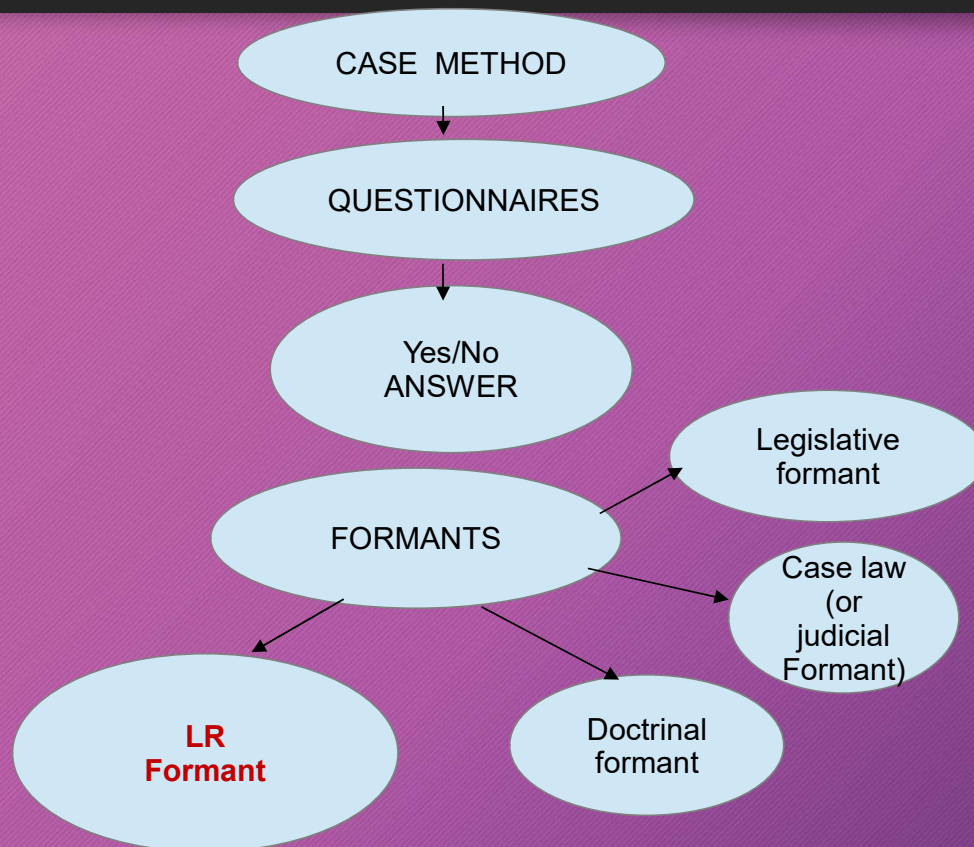 CASE METHOD
QUESTIONNAIRES
Yes/No
ANSWER
Legislative
formant
FORMANTS
Case law
(or
judicial
Formant)
LR
Formant
Doctrinal
formant